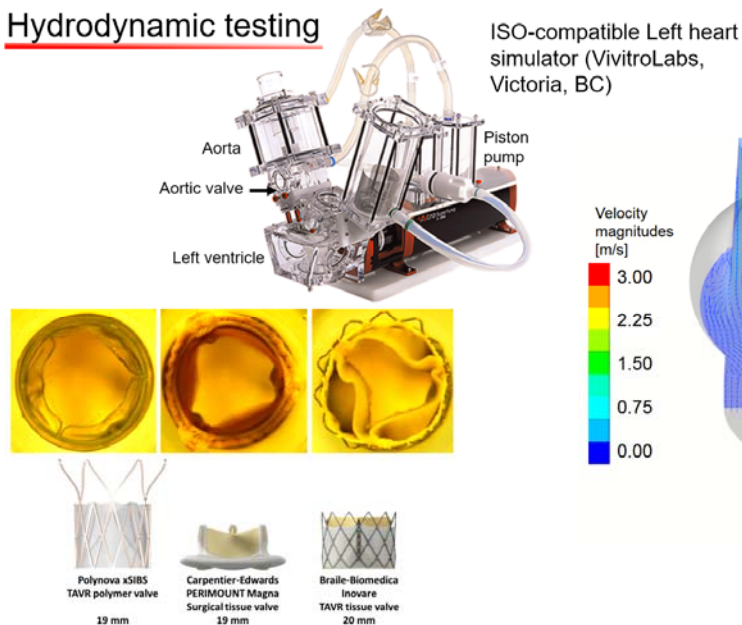 Hydrodynamic testing
ISO-compatible Left heart
simulator (VivitroLabs,
Victoria, BC)
Aorta
Piston
pump
Aortic valve
Left ventricle
Velocity
magnitudes
[m/s]
3.00
2.25
1.50
0.75
0.00
Polynova xSIBS
TAVR polymer valve
19 mm
Carpentier-Edwards
PERIMOUNT Magna
Surgical tissue valve
19 mm
Braile-Biomedica
Inovare
TAVR tissue valve
20 mm